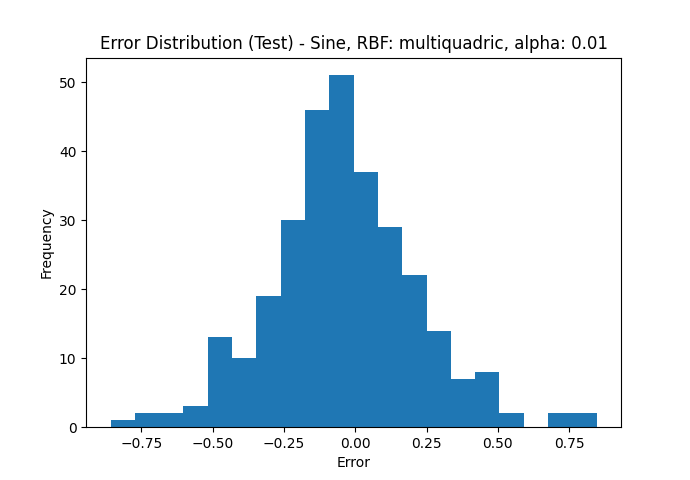 Error Distribution (Test) - Sine, RBF: multiquadric, alpha: 0.01
50
40
30
20
10
0
Frequency
−0.75 −0.50 −0.25 0.00 0.25 0.50 0.75
Error